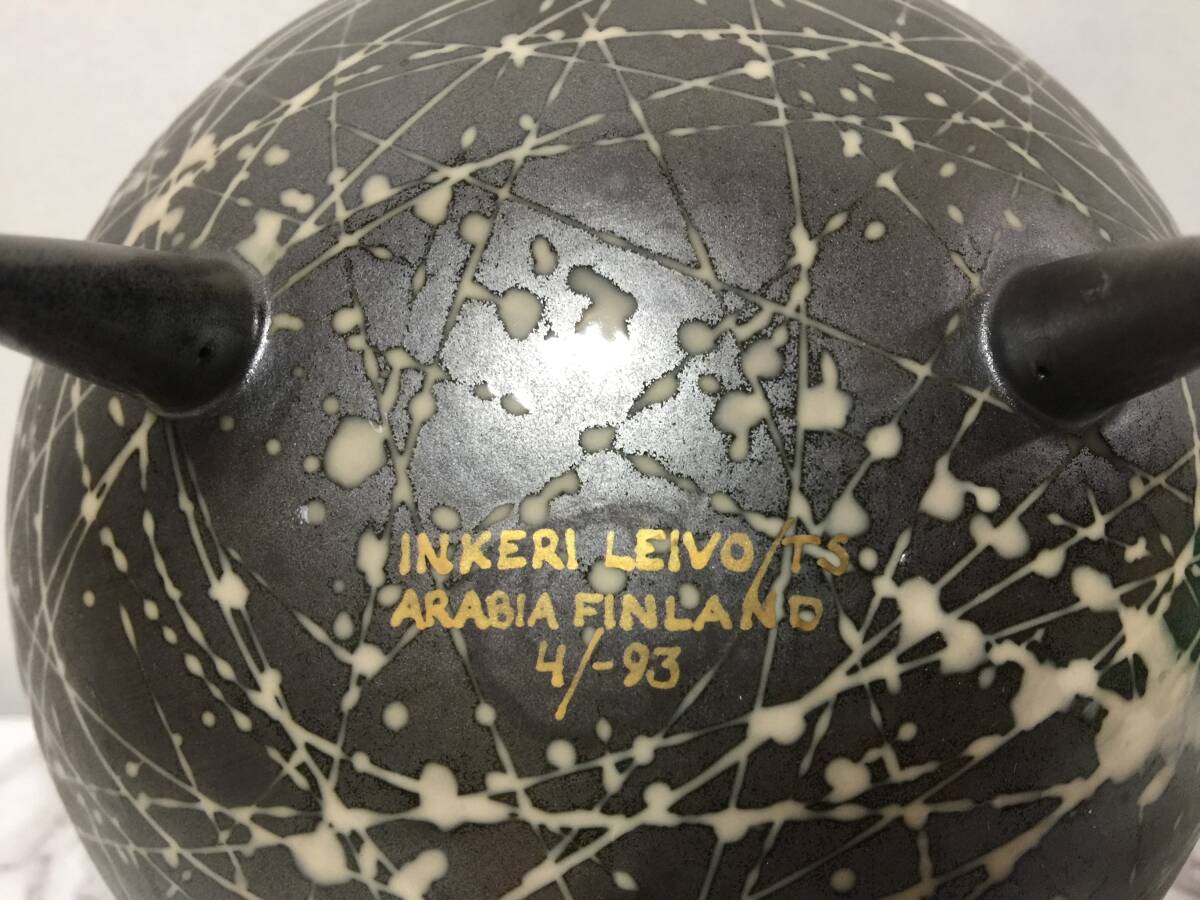 INKERI LEIVO/TS
ARABIA FINLAND
4/-93